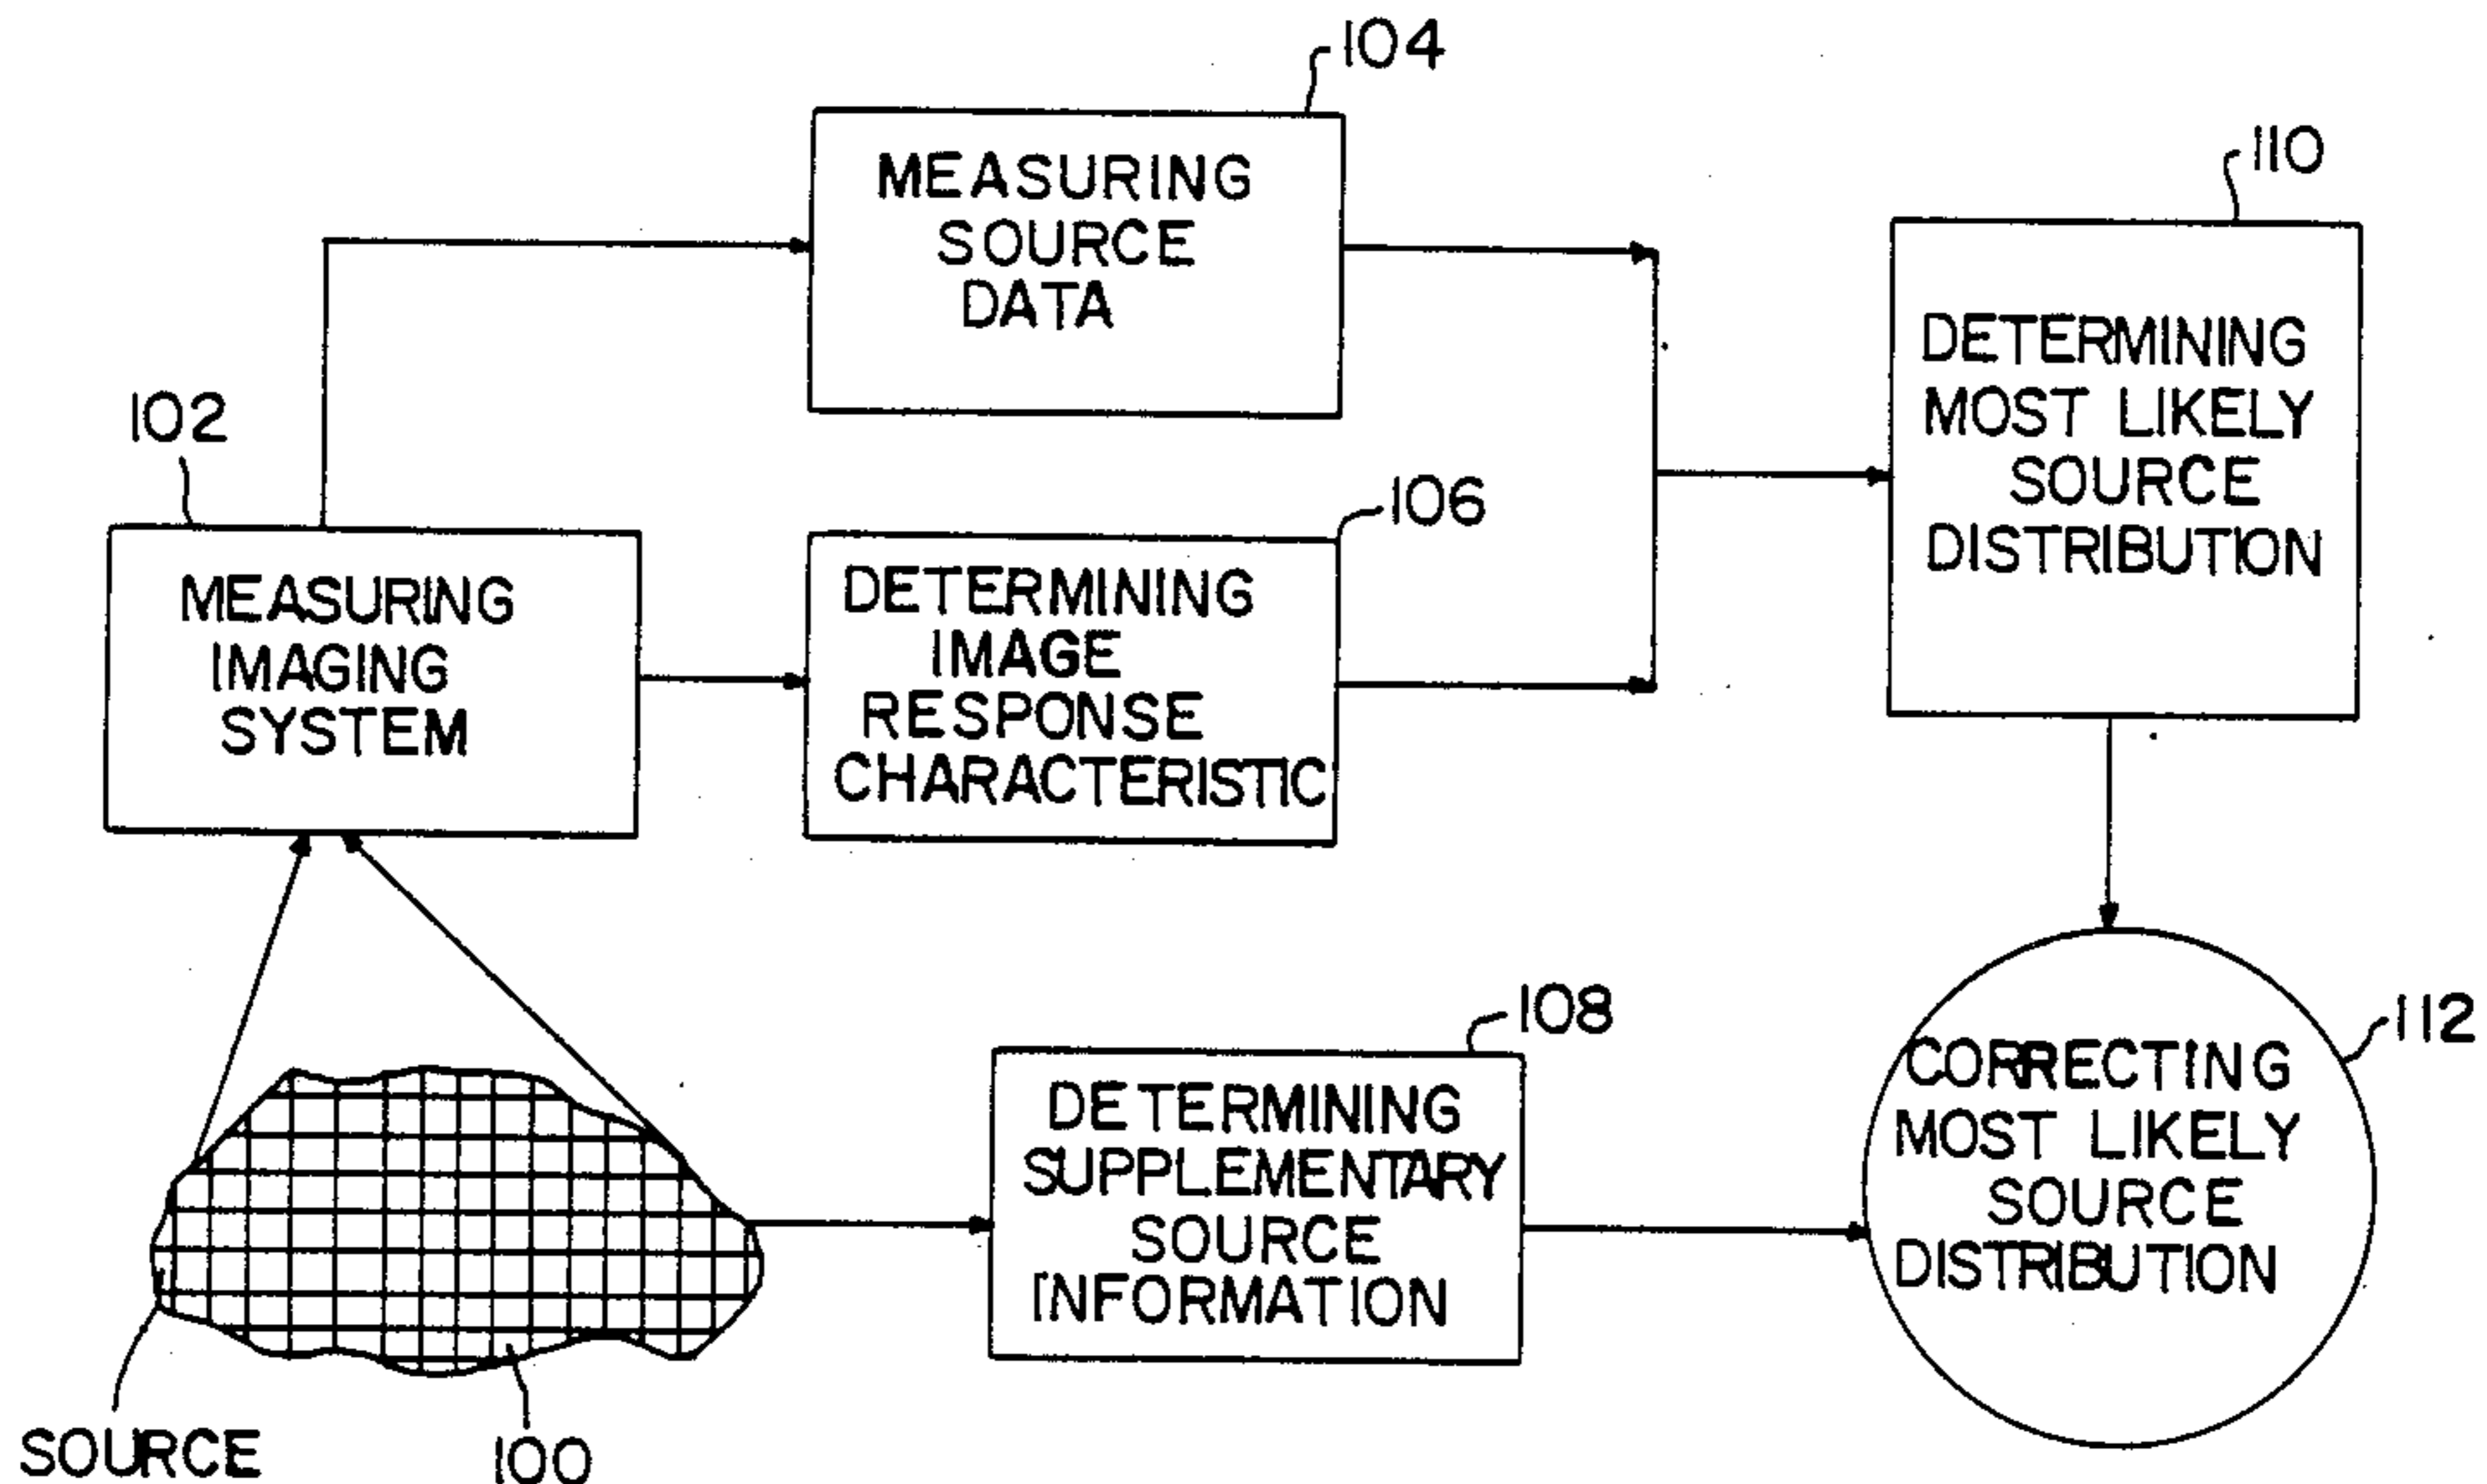 104
MEASURING
SOURCE
DATA
110
DETERMINING
MOST LIKELY
SOURCE
DISTRIBUTION
102
MEASURING
IMAGING
SYSTEM
106
DETERMINING
IMAGE
RESPONSE
CHARACTERISTIC
108
DETERMINING
SUPPLEMENTARY
SOURCE
INFORMATION
112
CORRECTING
MOST LIKELY
SOURCE
DISTRIBUTION
SOURCE
100